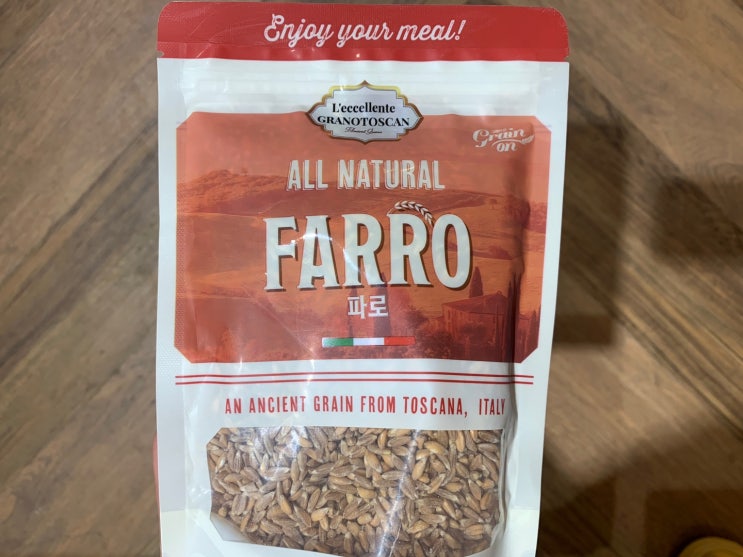 Enjoy your meal!
L'eccellente
GRANOTOSCAN
Grain
on
ALL NATURAL
FARRO
파로
AN ANCIENT GRAIN FROM TOSCANA, ITALY